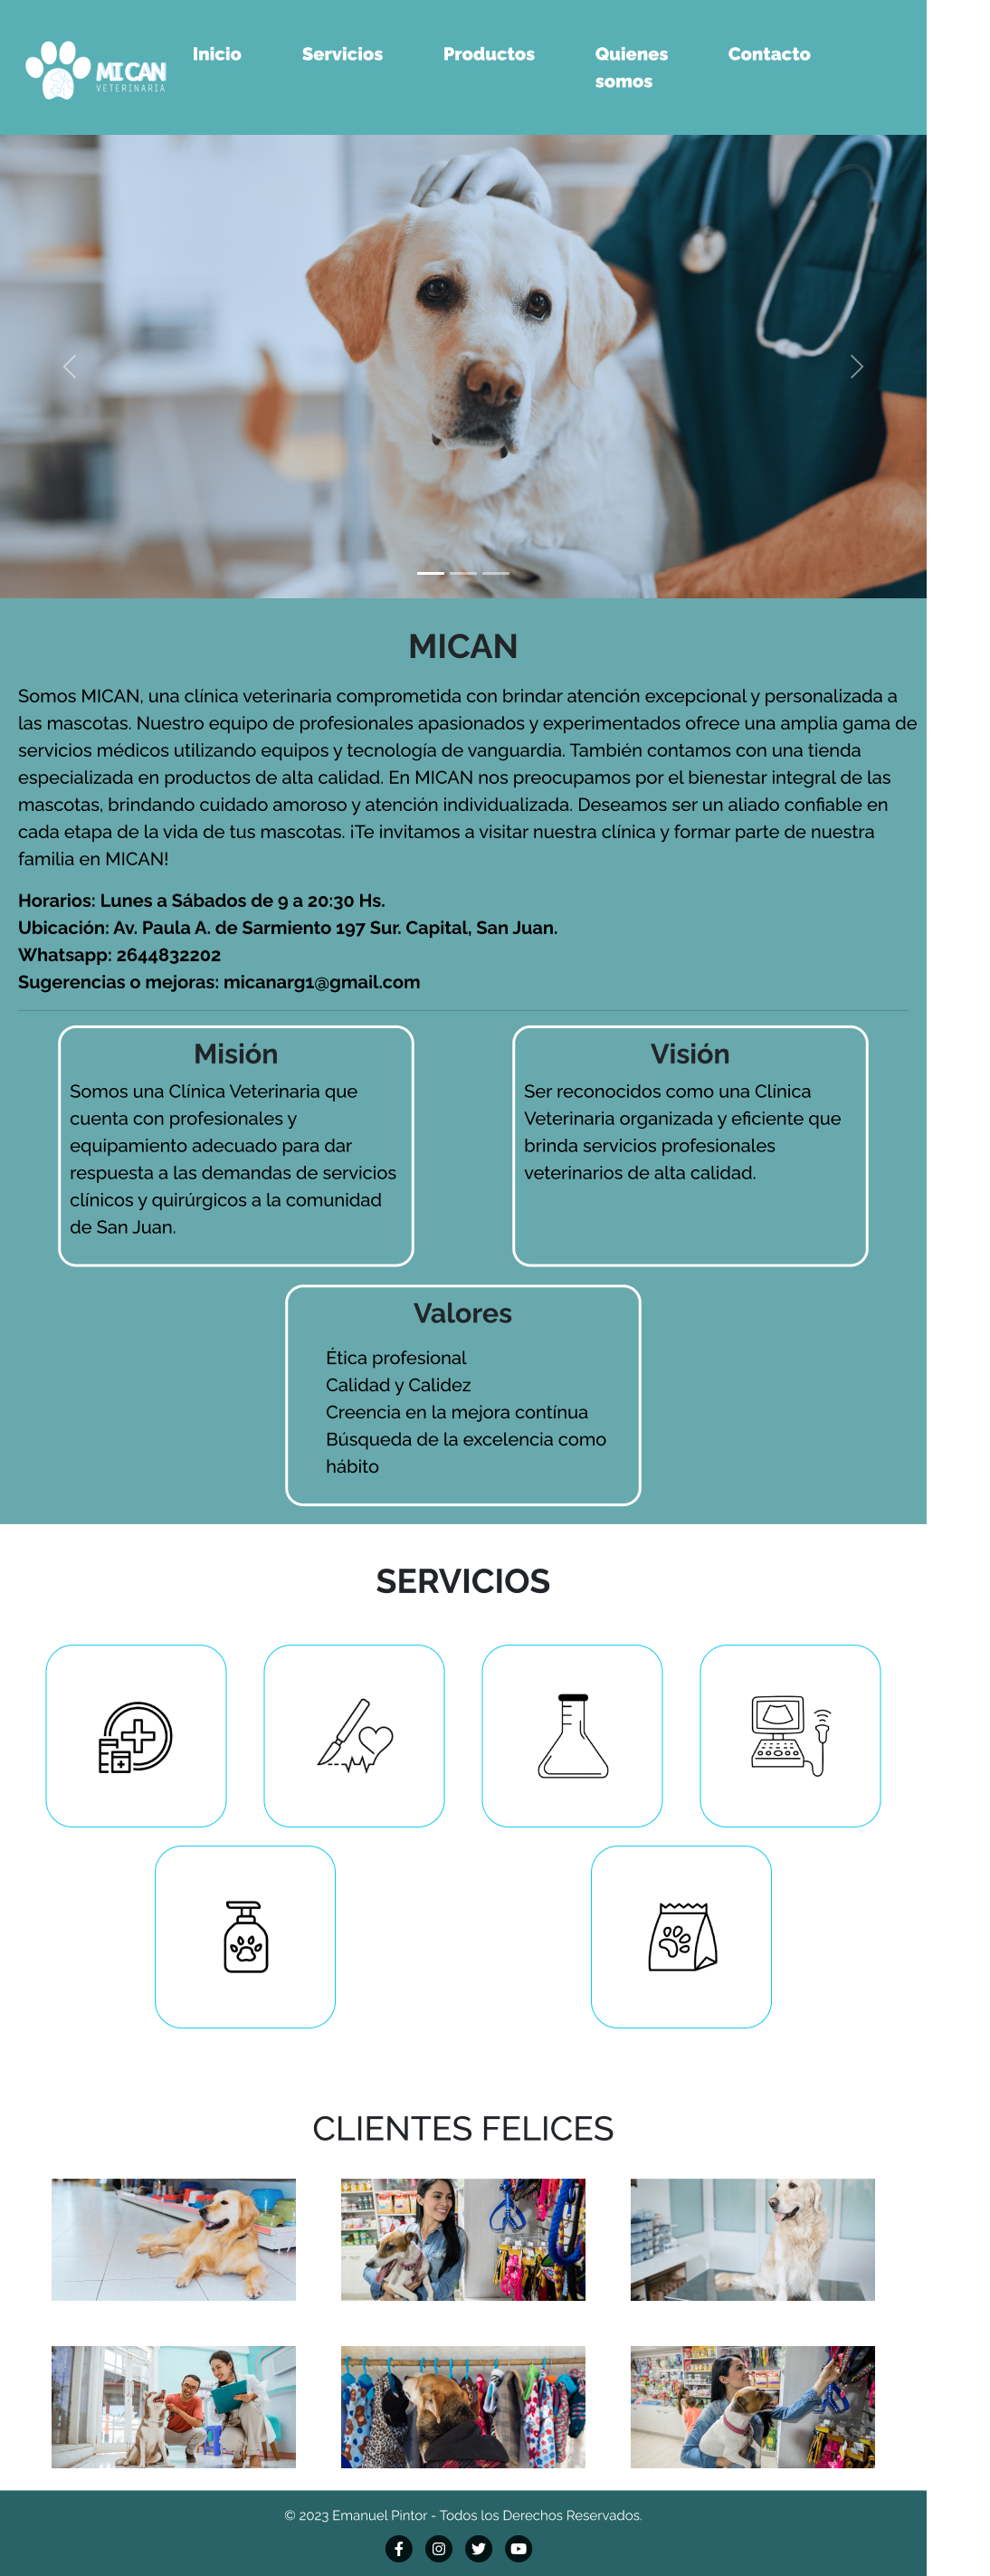 MI CAN
VETERINARIA
Inicio
Servicios
Productos
Quienes
somos
Contacto
MICAN
Somos MICAN, una clínica veterinaria comprometida con brindar atención excepcional y personalizada a
las mascotas. Nuestro equipo de profesionales apasionados y experimentados ofrece una amplia gama de
servicios médicos utilizando equipos y tecnología de vanguardia. También contamos con una tienda
especializada en productos de alta calidad. En MICAN nos preocupamos por el bienestar integral de las
mascotas, brindando cuidado amoroso y atención individualizada. Deseamos ser un aliado confiable en
cada etapa de la vida de tus mascotas. ¡Te invitamos a visitar nuestra clínica y formar parte de nuestra
familia en MICAN!
Horarios: Lunes a Sábados de 9 a 20:30 Hs.
Ubicación: Av. Paula A. de Sarmiento 197 Sur. Capital, San Juan.
Whatsapp: 2644832202
Sugerencias o mejoras: micanarg1@gmail.com
Misión
Somos una Clínica Veterinaria que
cuenta con profesionales y
equipamiento adecuado para dar
respuesta a las demandas de servicios
clínicos y quirúrgicos a la comunidad
de San Juan.
Visión
Ser reconocidos como una Clínica
Veterinaria organizada y eficiente que
brinda servicios profesionales
veterinarios de alta calidad.
Valores
Ética profesional
Calidad y Calidez
Creencia en la mejora contínua
Búsqueda de la excelencia como
hábito
SERVICIOS
CLIENTES FELICES
© 2023 Emanuel Pintor - Todos los Derechos Reservados.